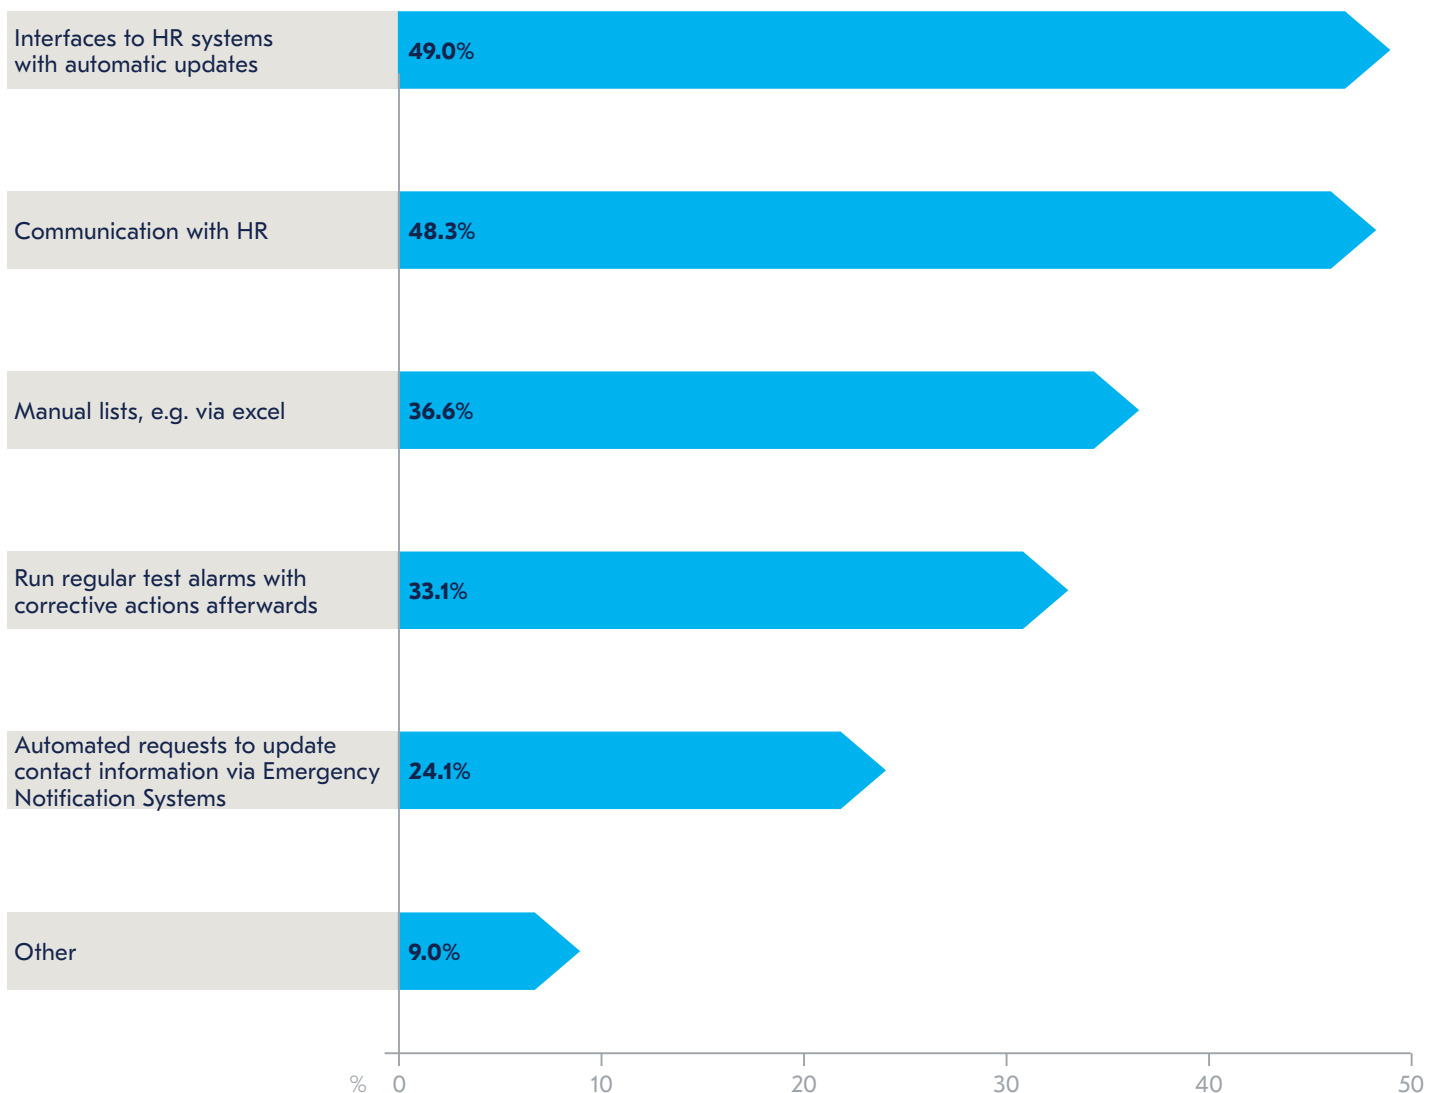 Interfaces to HR systems
with automatic updates
49.0%
Communication with HR
48.3%
Manual lists, e.g. via excel
36.6%
Run regular test alarms with
corrective actions afterwards
33.1%
Automated requests to update
contact information via Emergency
Notification Systems
24.1%
Other
9.0%
% 0 10 20 30 40 50